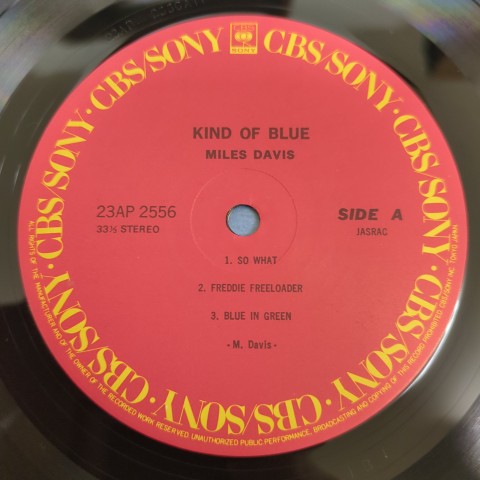 CBS
SONY
CBS/SONY · CBS/SONY · CBS/SONY · CBS/SONY · CBS/SONY · CBS/SONY
KIND OF BLUE
MILES DAVIS
23AP 2556
33⅓ STEREO
SIDE A
JASRAC
1. SO WHAT
2. FREDDIE FREELOADER
3. BLUE IN GREEN
- M. Davis -
ALL RIGHTS OF THE MANUFACTURER AND OF THE OWNER OF THE RECORDED WORK RESERVED UNAUTHORIZED PUBLIC PERFORMANCE, BROADCASTING AND COPYING OF THIS RECORD PROHIBITED CBS/SONY INC. TOKYO JAPAN